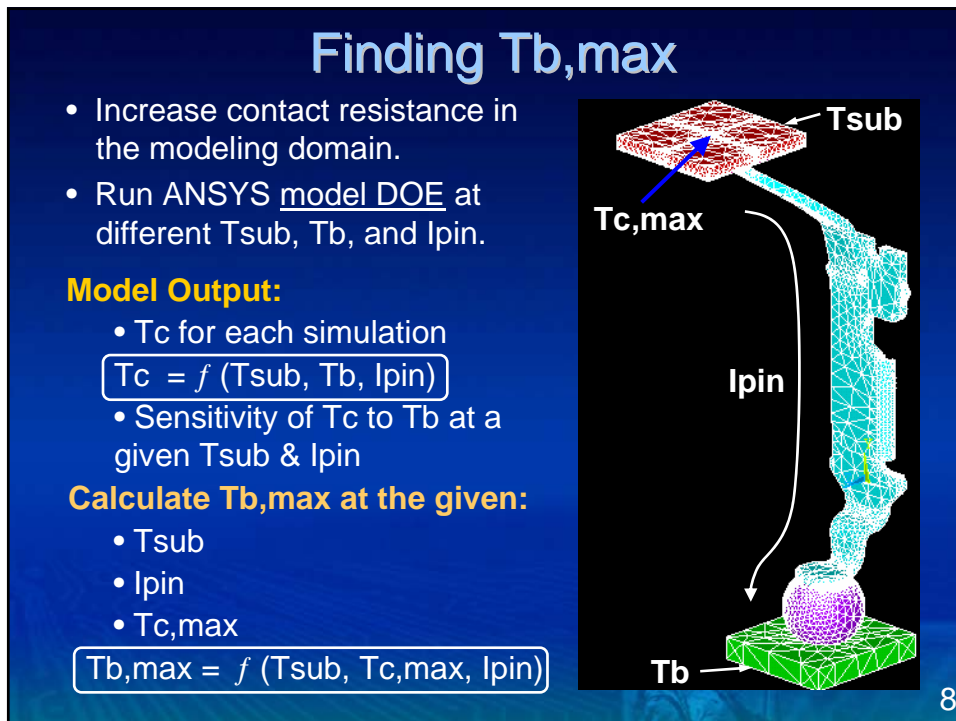 Finding Tb,max
• Increase contact resistance in
the modeling domain.
• Run ANSYS model DOE at
different Tsub, Tb, and Ipin.
Model Output:
• Tc for each simulation
Tc = f (Tsub, Tb, Ipin)
• Sensitivity of Tc to Tb at a
given Tsub & Ipin
Calculate Tb,max at the given:
• Tsub
• Ipin
• Tc,max
Tb,max = f (Tsub, Tc,max, Ipin)
Tsub
Tc,max
Ipin
Tb
8